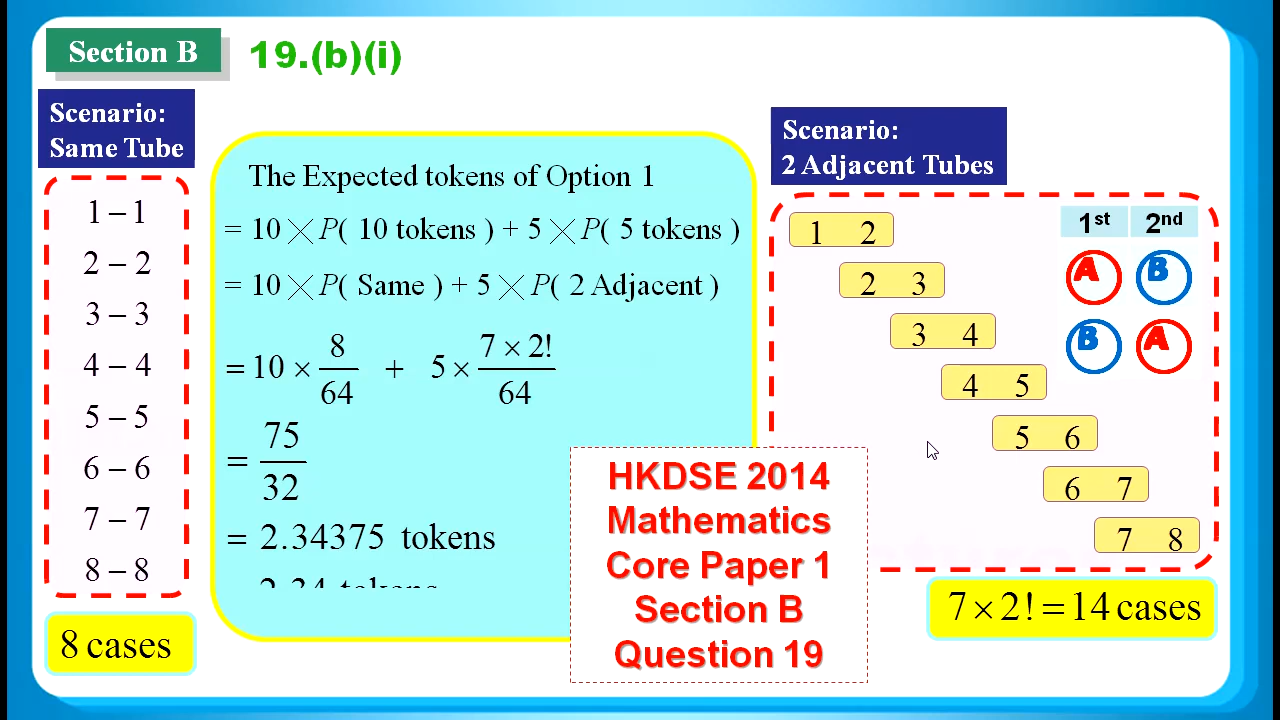 Section B
19.(b)(i)
Scenario:
Same Tube
1 – 1
2 – 2
3 – 3
4 – 4
5 – 5
6 – 6
7 – 7
8 – 8
8 cases
The Expected tokens of Option 1
= 10 × P( 10 tokens ) + 5 × P( 5 tokens )
= 10 × P( Same ) + 5 × P( 2 Adjacent )
= 10 × 8/64 + 5 × 7 × 2!/64
= 75/32
= 2.34375 tokens
2.34 tokens
HKDSE 2014
Mathematics
Core Paper 1
Section B
Question 19
Scenario:
2 Adjacent Tubes
1 2
2 3
3 4
4 5
5 6
6 7
7 8
1st 2nd
A B
B A
7 × 2! = 14 cases